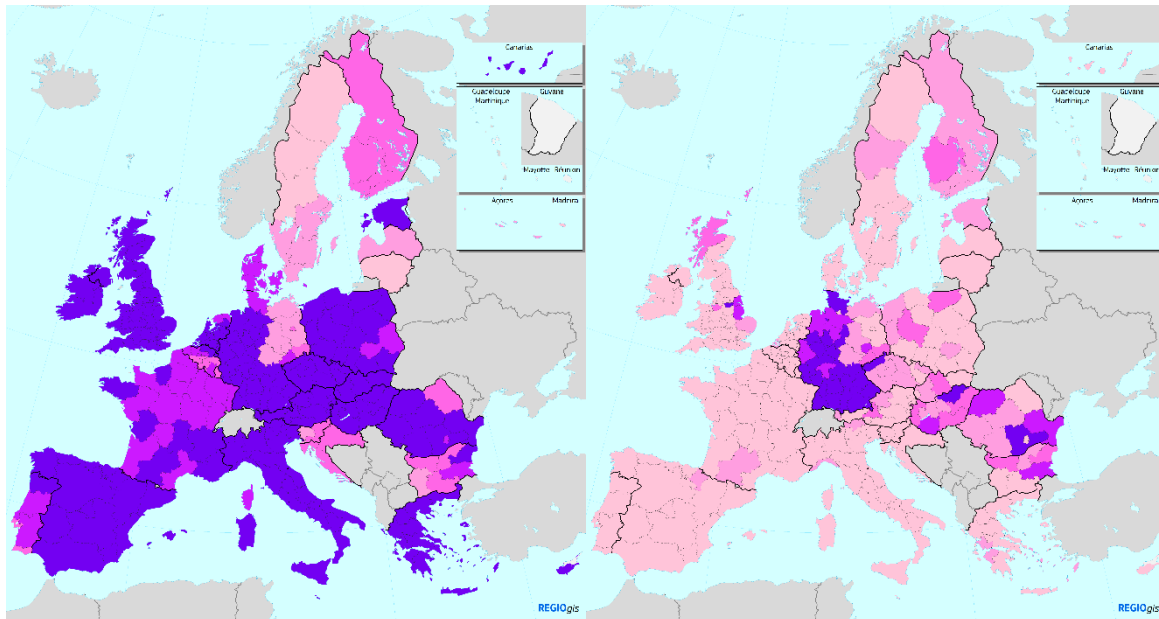 Canarias
Guadeloupe
Martinique
Guyane
Mayotte Réunion
Açores
Madeira
REGIOgis
Canarias
Guadeloupe
Martinique
Guyane
Mayotte Réunion
Açores
Madeira
REGIOgis